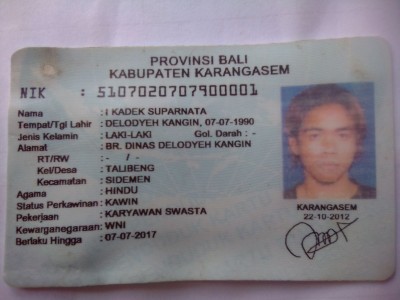 PROVINSI BALI
KABUPATEN KARANGASEM
NIK : 5107020707900001
Nama : I KADEK SUPARNATA
Tempat/Tgl Lahir : DELODYEH KANGIN, 07-07-1990
Jenis Kelamin : LAKI-LAKI Gol. Darah : -
Alamat : BR. DINAS DELODYEH KANGIN
RT/RW : - / -
Kel/Desa : TALIBENG
Kecamatan : SIDEMEN
Agama : HINDU
Status Perkawinan : KAWIN
Pekerjaan : KARYAWAN SWASTA
Kewarganegaraan : WNI
Berlaku Hingga : 07-07-2017
KARANGASEM
22-10-2012